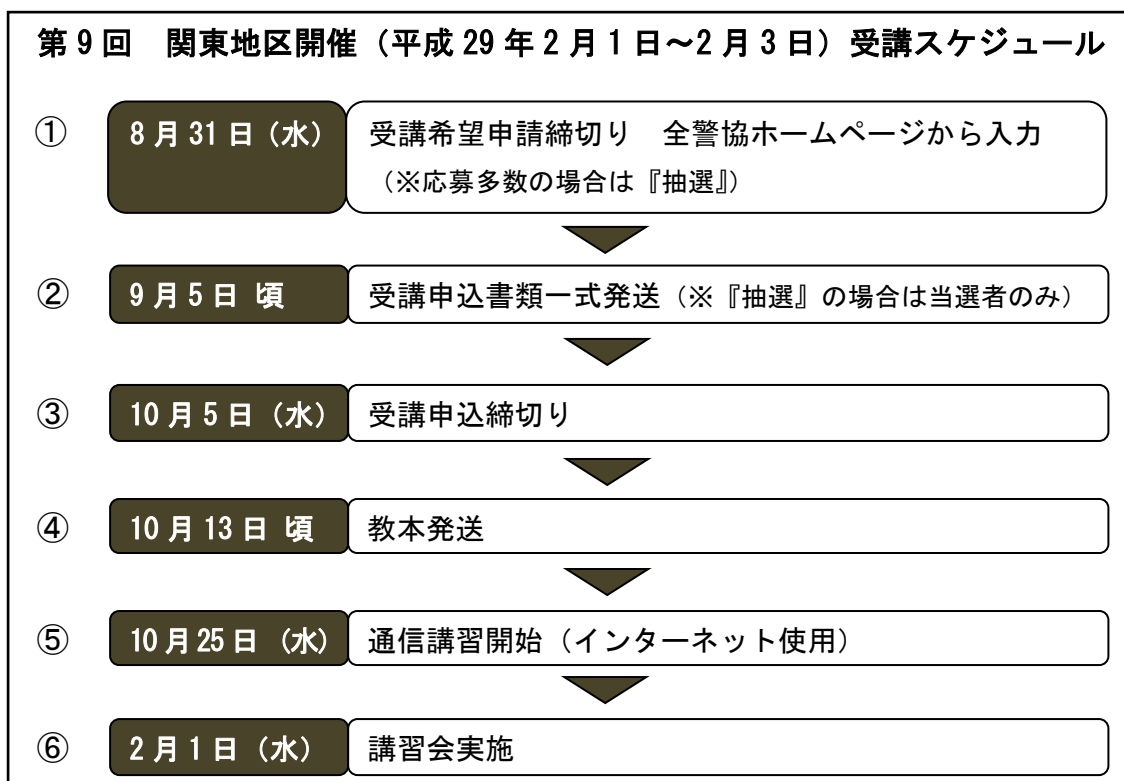 第9回　関東地区開催（平成29年2月1日～2月3日）受講スケジュール
① 8月31日（水） 受講希望申請締切り　全警協ホームページから入力
（※応募多数の場合は『抽選』）
② 9月5日 頃 受講申込書類一式発送（※『抽選』の場合は当選者のみ）
③ 10月5日（水） 受講申込締切り
④ 10月13日 頃 教本発送
⑤ 10月25日（水） 通信講習開始（インターネット使用）
⑥ 2月1日（水） 講習会実施